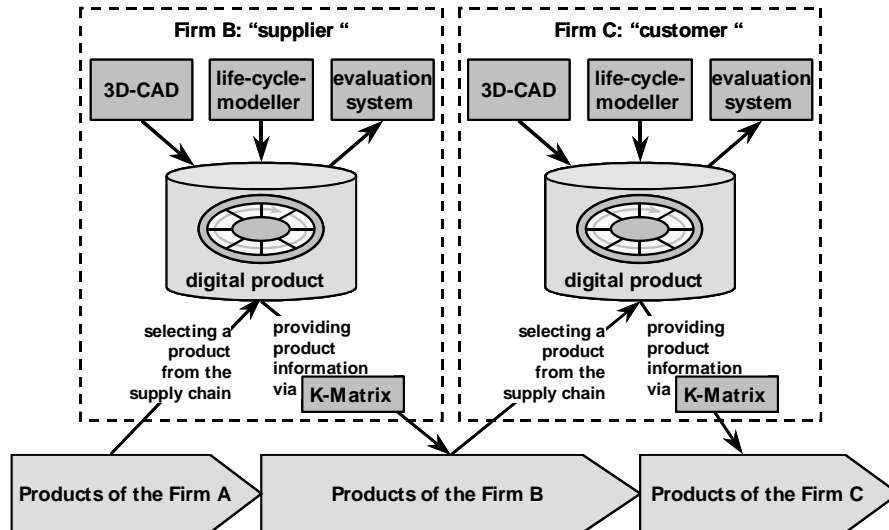 Firm B: “supplier “
3D-CAD
life-cycle-
modeller
evaluation
system
digital product
selecting a
product
from the
supply chain
providing
product
information
via
K-Matrix
Firm C: “customer “
3D-CAD
life-cycle-
modeller
evaluation
system
digital product
selecting a
product
from the
supply chain
providing
product
information
via
K-Matrix
Products of the Firm A
Products of the Firm B
Products of the Firm C